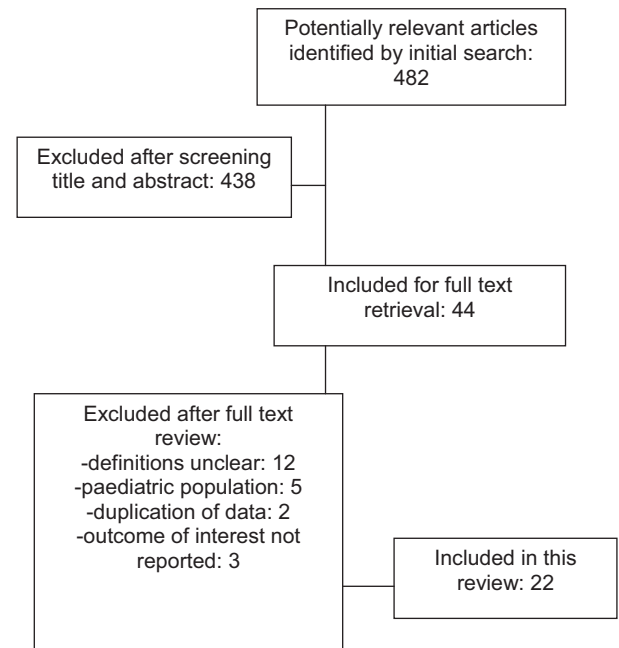 Potentially relevant articles
identified by initial search:
482
Excluded after screening
title and abstract: 438
Included for full text
retrieval: 44
Excluded after full text
review:
-definitions unclear: 12
-paediatric population: 5
-duplication of data: 2
-outcome of interest not
reported: 3
Included in this
review: 22